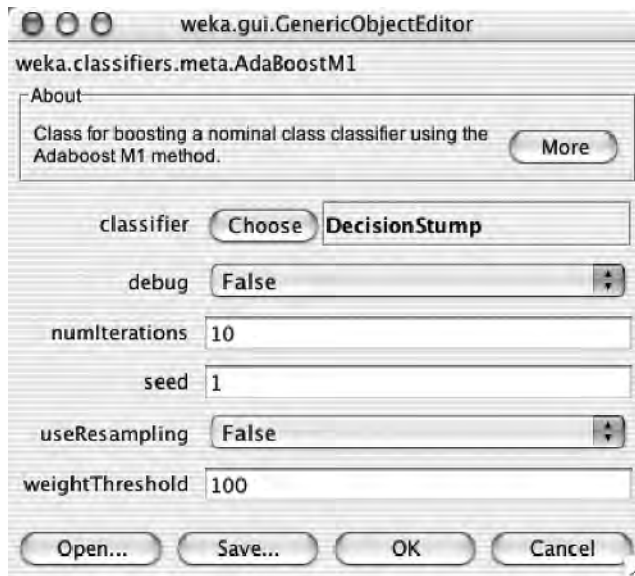 weka.gui.GenericObjectEditor
weka.classifiers.meta.AdaBoostM1
About
Class for boosting a nominal class classifier using the
Adaboost M1 method.
More
classifier Choose DecisionStump
debug False
numIterations 10
seed 1
useResampling False
weightThreshold 100
Open... Save... OK Cancel